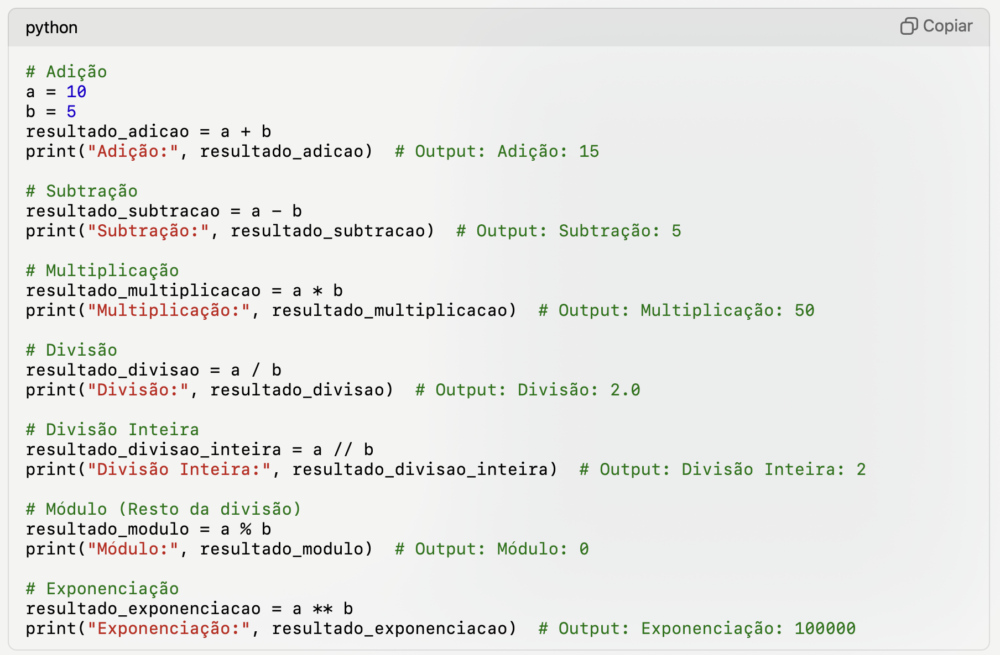 python
Copiar
# Adição
a = 10
b = 5
resultado_adicao = a + b
print("Adição:", resultado_adicao)  # Output: Adição: 15
# Subtração
resultado_subtracao = a - b
print("Subtração:", resultado_subtracao)  # Output: Subtração: 5
# Multiplicação
resultado_multiplicacao = a * b
print("Multiplicação:", resultado_multiplicacao)  # Output: Multiplicação: 50
# Divisão
resultado_divisao = a / b
print("Divisão:", resultado_divisao)  # Output: Divisão: 2.0
# Divisão Inteira
resultado_divisao_inteira = a // b
print("Divisão Inteira:", resultado_divisao_inteira)  # Output: Divisão Inteira: 2
# Módulo (Resto da divisão)
resultado_modulo = a % b
print("Módulo:", resultado_modulo)  # Output: Módulo: 0
# Exponenciação
resultado_exponenciacao = a ** b
print("Exponenciação:", resultado_exponenciacao)  # Output: Exponenciação: 100000